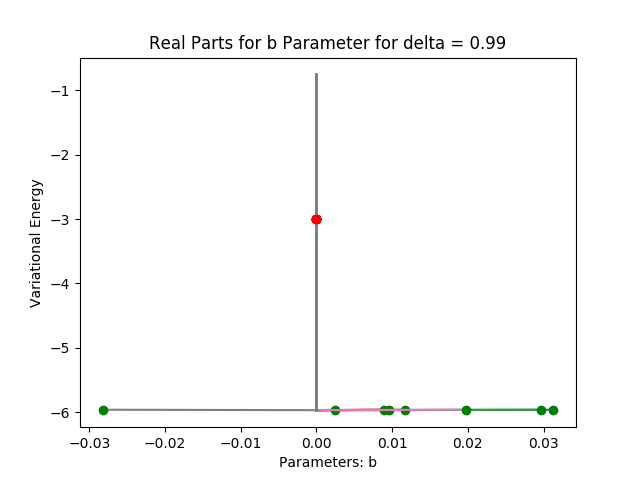 Real Parts for b Parameter for delta = 0.99
Variational Energy
−1
−2
−3
−4
−5
−6
−0.03 −0.02 −0.01 0.00 0.01 0.02 0.03
Parameters: b